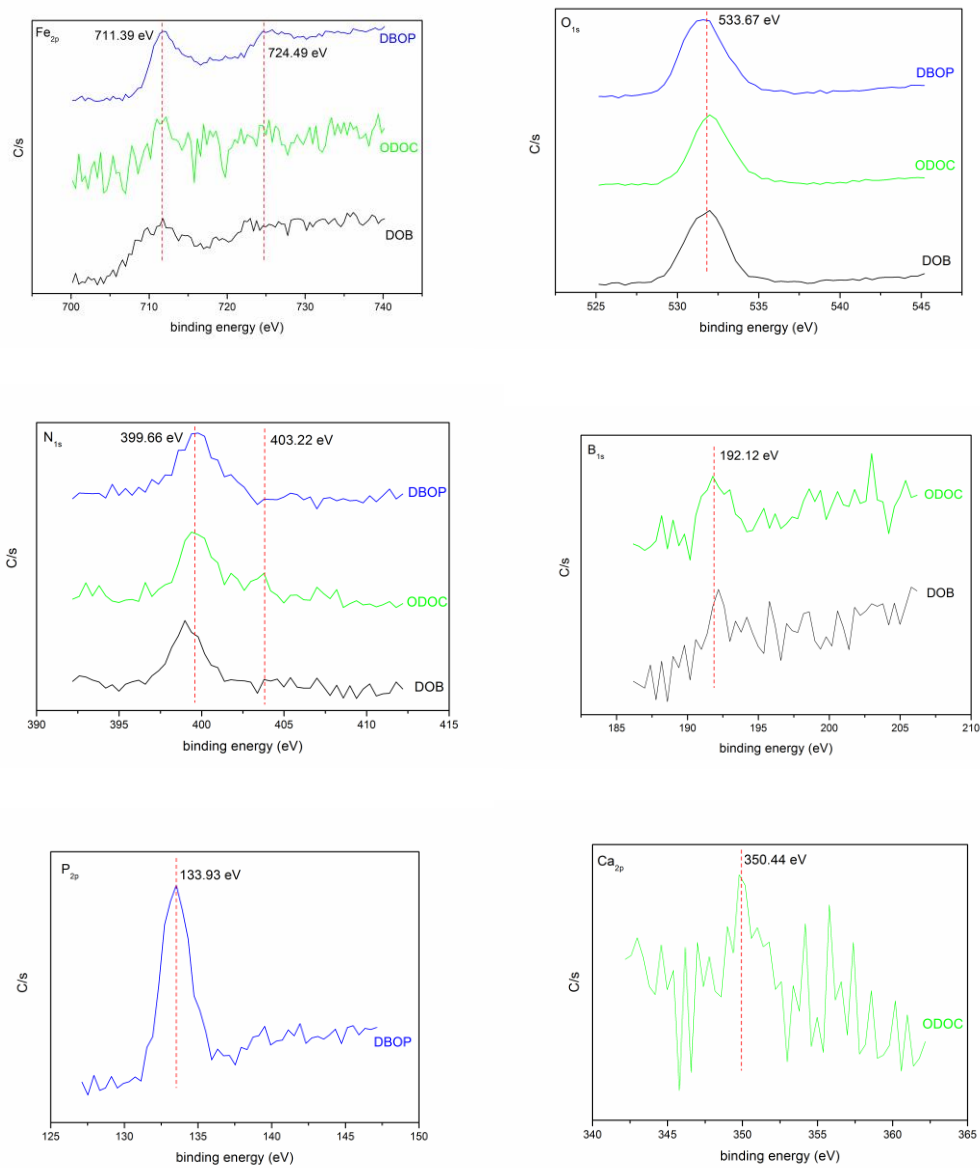 Fe2p
711.39 eV
724.49 eV
DBOP
ODOC
DOB
C/s
700 710 720 730 740
binding energy (eV)
O1s
533.67 eV
DBOP
ODOC
DOB
C/s
525 530 535 540 545
binding energy (eV)
N1s
399.66 eV
403.22 eV
DBOP
ODOC
DOB
C/s
390 395 400 405 410 415
binding energy (eV)
B1s
192.12 eV
ODOC
DOB
C/s
185 190 195 200 205 210
binding energy (eV)
P2p
133.93 eV
DBOP
C/s
125 130 135 140 145 150
binding energy (eV)
Ca2p
350.44 eV
ODOC
C/s
340 345 350 355 360 365
binding energy (eV)